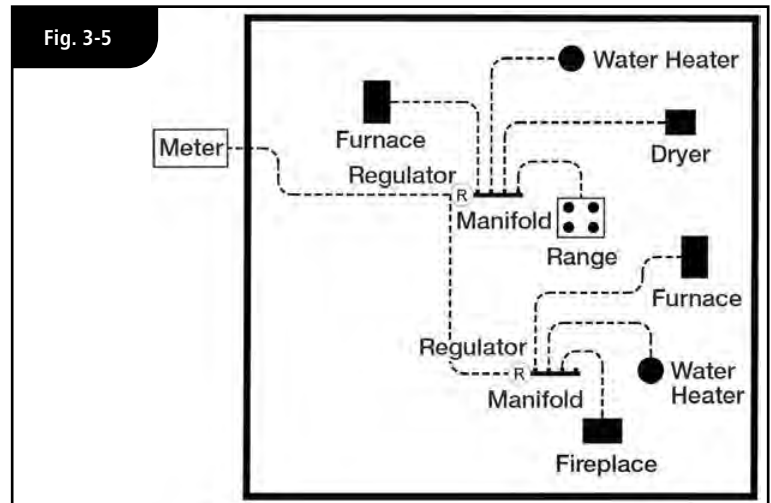 Fig. 3-5
Water Heater
Furnace
Meter
Dryer
Regulator
R
Manifold
Range
Furnace
Regulator
R
Water
Heater
Manifold
Fireplace